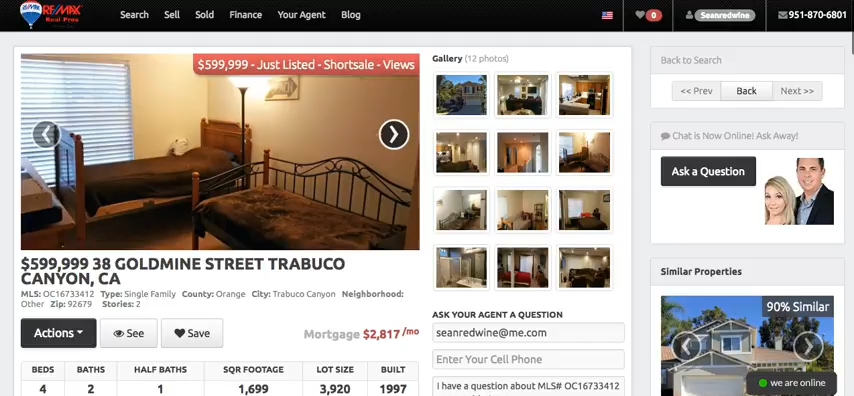 RE/MAX
Real Pros
Search Sell Sold Finance Your Agent Blog
0
Seanredwine
951-870-6801
$599,999 - Just Listed - Shortsale - Views
$599,999 38 GOLDMINE STREET TRABUCO
CANYON, CA
MLS: OC16733412 Type: Single Family County: Orange City: Trabuco Canyon Neighborhood:
Other Zip: 92679 Stories: 2
Actions See Save
Mortgage $2,817 /mo
BEDS BATHS HALF BATHS SQR FOOTAGE LOT SIZE BUILT
4 2 1 1,699 3,920 1997
Gallery (12 photos)
ASK YOUR AGENT A QUESTION
seanredwine@me.com
Enter Your Cell Phone
I have a question about MLS# OC16733412
Back to Search
<< Prev Back Next >>
Chat is Now Online! Ask Away!
Ask a Question
Similar Properties
90% Similar
we are online